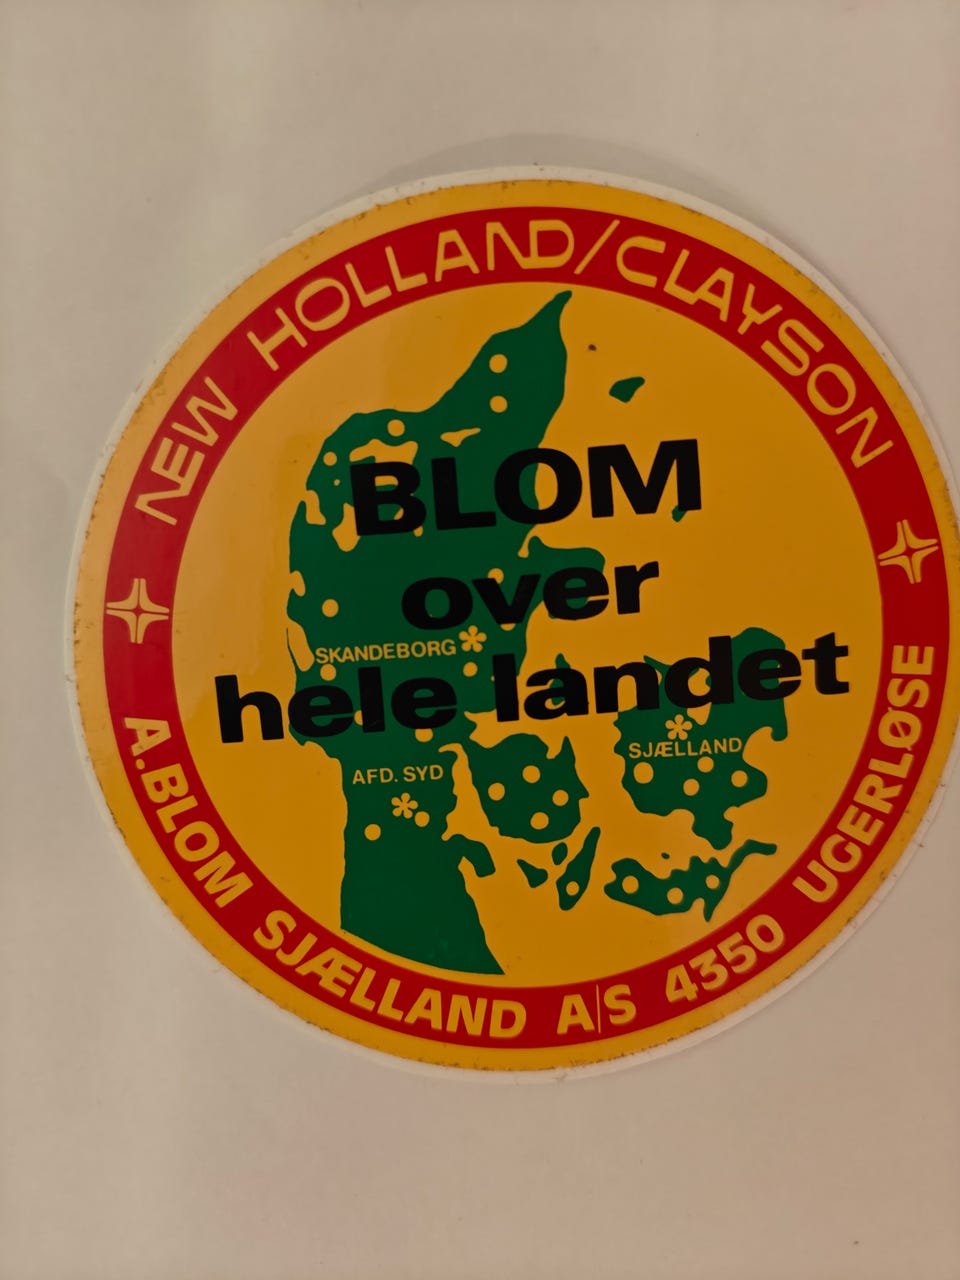 NEW HOLLAND/CLAYSON
BLOM
over
hele landet
SKANDEBORG
SJÆLLAND
AFD. SYD
A.BLOM SJÆLLAND A/S 4350 UGERLØSE